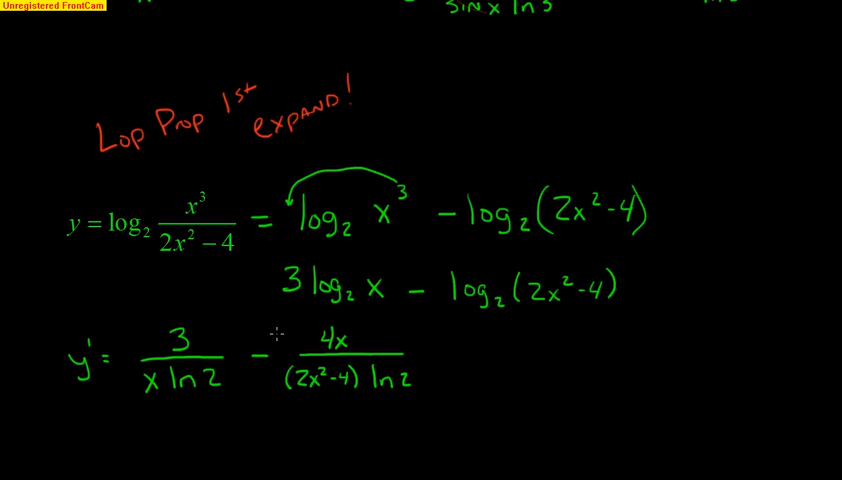 Unregistered FrontCam
sin x ln 3
Lop Prop 1st
expand!
y = log₂ x³/(2x² − 4) = log₂ x³ − log₂(2x² − 4)
3 log₂ x − log₂(2x² − 4)
y' = 3/(x ln 2) − 4x/((2x² − 4) ln 2)